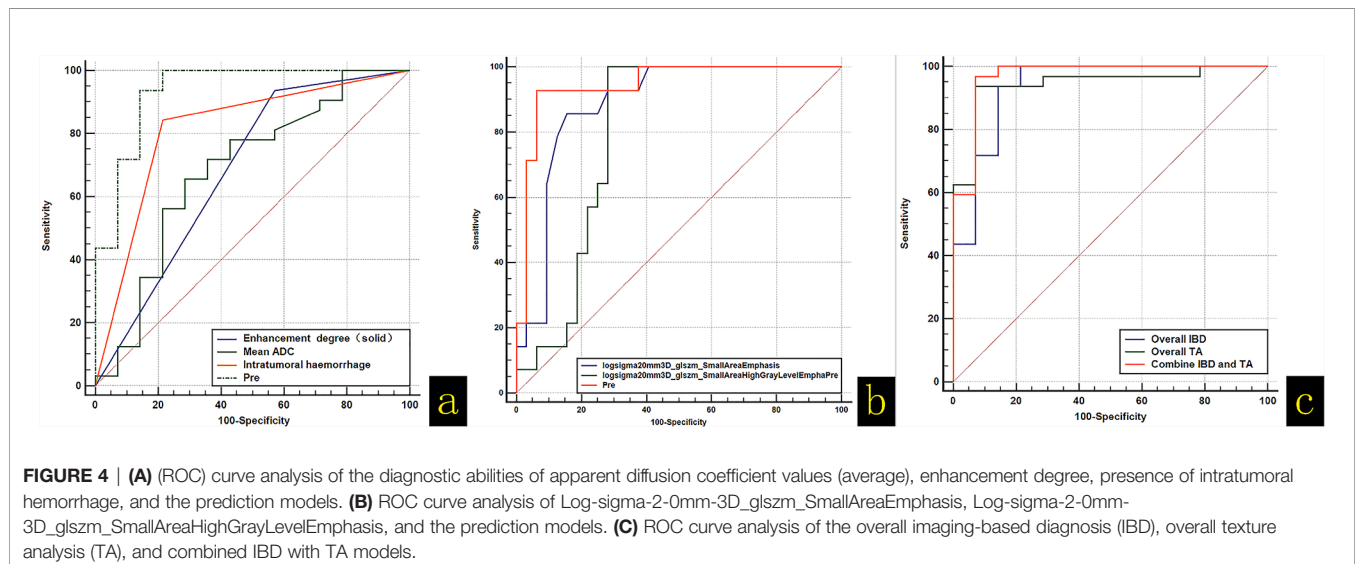 100
80
60
40
20
0
Sensitivity
0 20 40 60 80 100
100-Specificity
Enhancement degree（solid）
Mean ADC
Intratumoral haemorrhage
Pre
a
100
80
60
40
20
0
Sensitivity
0 20 40 60 80 100
100-Specificity
logsigma20mm3D_glszm_SmallAreaEmphasis
logsigma20mm3D_glszm_SmallAreaHighGrayLevelEmphaPre
Pre
b
100
80
60
40
20
0
Sensitivity
0 20 40 60 80 100
100-Specificity
Overall IBD
Overall TA
Combine IBD and TA
c
FIGURE 4 | (A) (ROC) curve analysis of the diagnostic abilities of apparent diffusion coefficient values (average), enhancement degree, presence of intratumoral
hemorrhage, and the prediction models. (B) ROC curve analysis of Log-sigma-2-0mm-3D_glszm_SmallAreaEmphasis, Log-sigma-2-0mm-
3D_glszm_SmallAreaHighGrayLevelEmphasis, and the prediction models. (C) ROC curve analysis of the overall imaging-based diagnosis (IBD), overall texture
analysis (TA), and combined IBD with TA models.